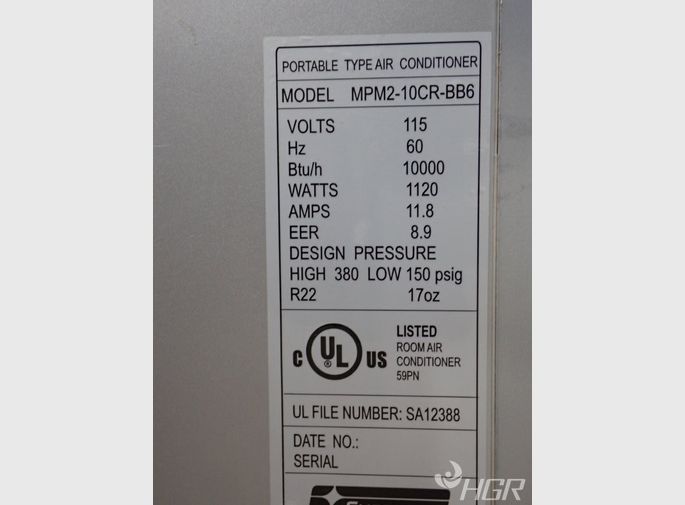 PORTABLE TYPE AIR CONDITIONER
MODEL MPM2-10CR-BB6
VOLTS 115
Hz 60
Btu/h 10000
WATTS 1120
AMPS 11.8
EER 8.9
DESIGN PRESSURE
HIGH 380 LOW 150 psig
R22 17oz
C UL ® US
LISTED
ROOM AIR
CONDITIONER
59PN
UL FILE NUMBER: SA12388
DATE NO.:
SERIAL
HGR